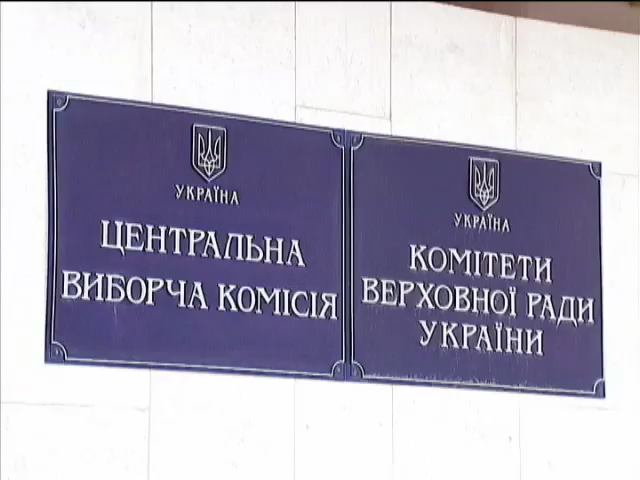 УКРАЇНА
ЦЕНТРАЛЬНА
ВИБОРЧА КОМІСІЯ
УКРАЇНА
КОМІТЕТИ
ВЕРХОВНОЇ РАДИ
УКРАЇНИ